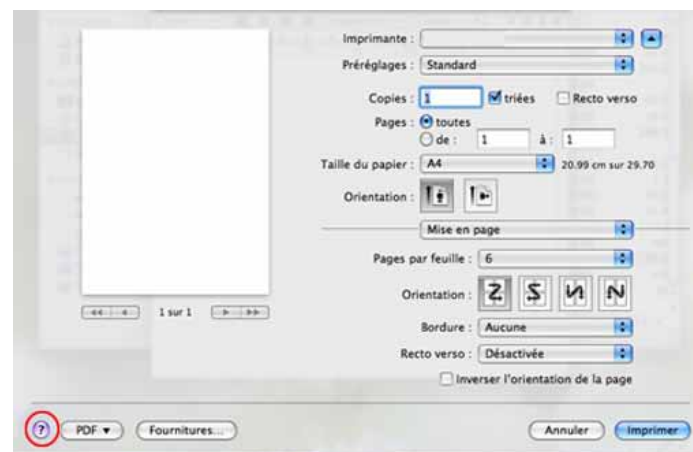 Imprimante :
Préréglages : Standard
Copies : 1 triées Recto verso
Pages : toutes
de : 1 à : 1
Taille du papier : A4 20.99 cm sur 29.70
Orientation :
Mise en page
Pages par feuille : 6
Orientation :
1 sur 1
Bordure : Aucune
Recto verso : Désactivée
Inverser l'orientation de la page
? PDF Fournitures... Annuler Imprimer